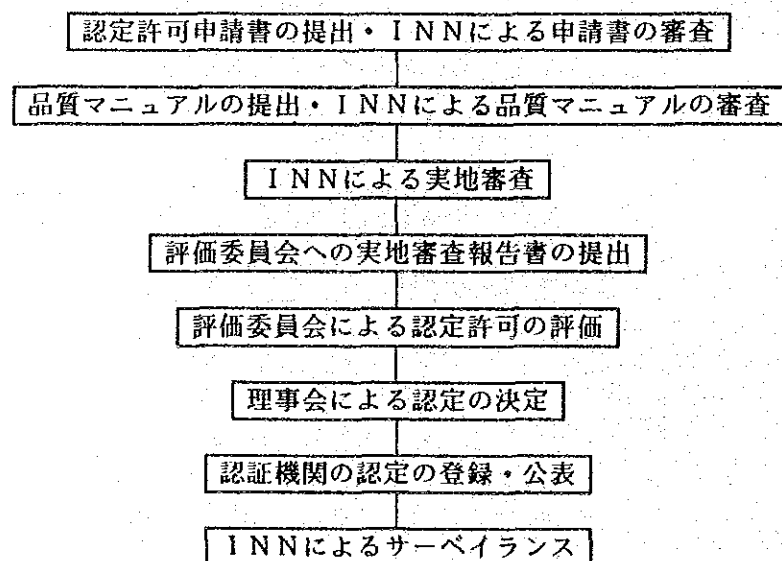 認定許可申請書の提出・ＩＮＮによる申請書の審査
品質マニュアルの提出・ＩＮＮによる品質マニュアルの審査
ＩＮＮによる実地審査
評価委員会への実地審査報告書の提出
評価委員会による認定許可の評価
理事会による認定の決定
認証機関の認定の登録・公表
ＩＮＮによるサーベイランス